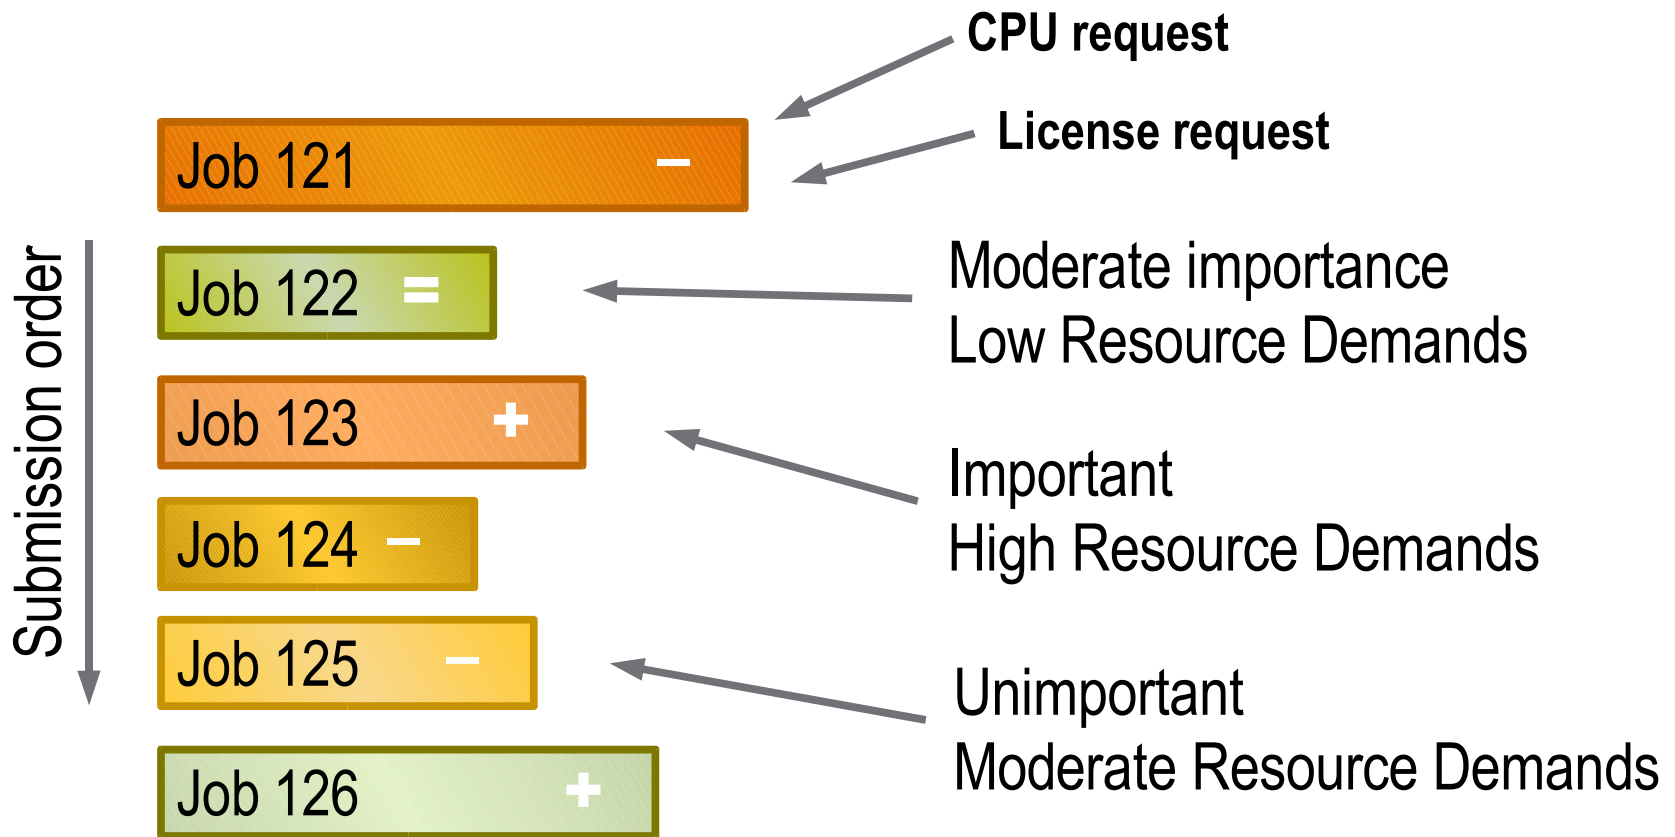 CPU request
License request
Job 121 –
Submission order
Job 122 =
Moderate importance
Low Resource Demands
Job 123 +
Important
High Resource Demands
Job 124 –
Job 125 –
Unimportant
Moderate Resource Demands
Job 126 +